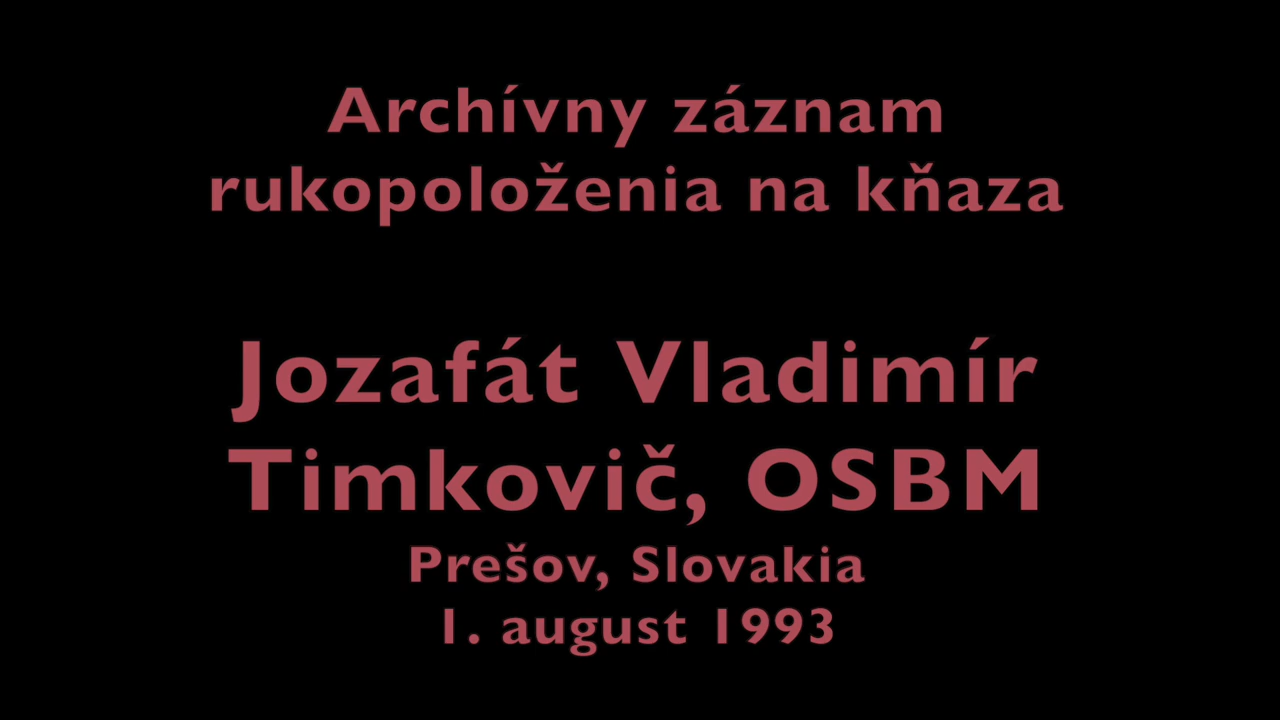 Archívny záznam
rukopoloženia na kňaza
Jozafát Vladimír
Timkovič, OSBM
Prešov, Slovakia
1. august 1993